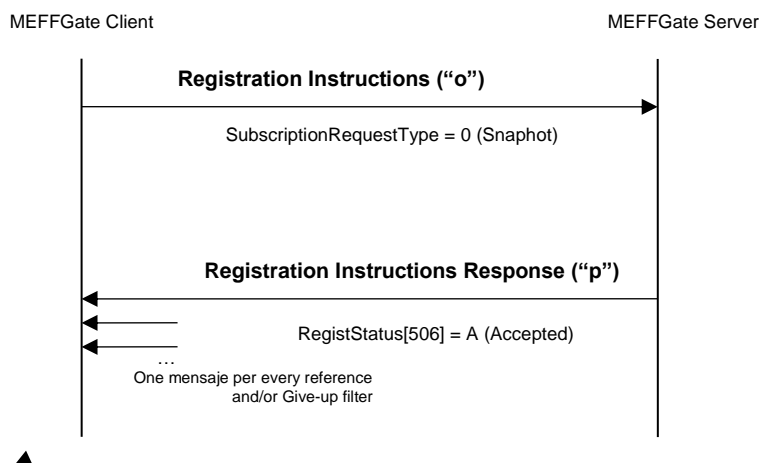 MEFFGate Client
MEFFGate Server
Registration Instructions (“o”)
SubscriptionRequestType = 0 (Snaphot)
Registration Instructions Response (“p”)
RegistStatus[506] = A (Accepted)
…
One mensaje per every reference
and/or Give-up filter